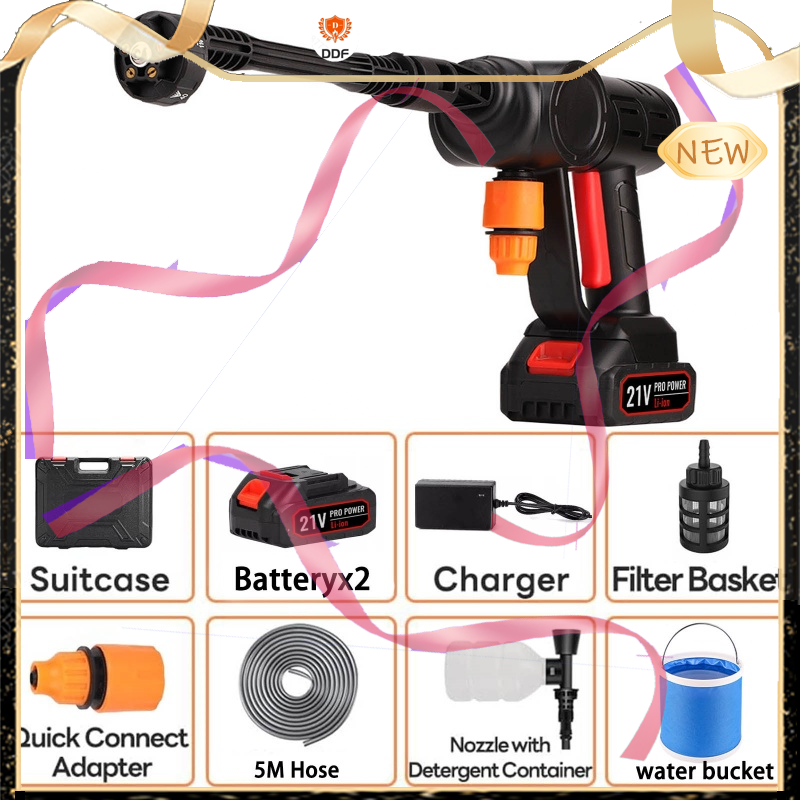 DDF
NEW
21V PRO POWER
Li-ion
21V PRO POWER
Li-ion
Suitcase
Batteryx2
Charger
Filter Basket
Quick Connect
Adapter
5M Hose
Nozzle with
Detergent Container
water bucket